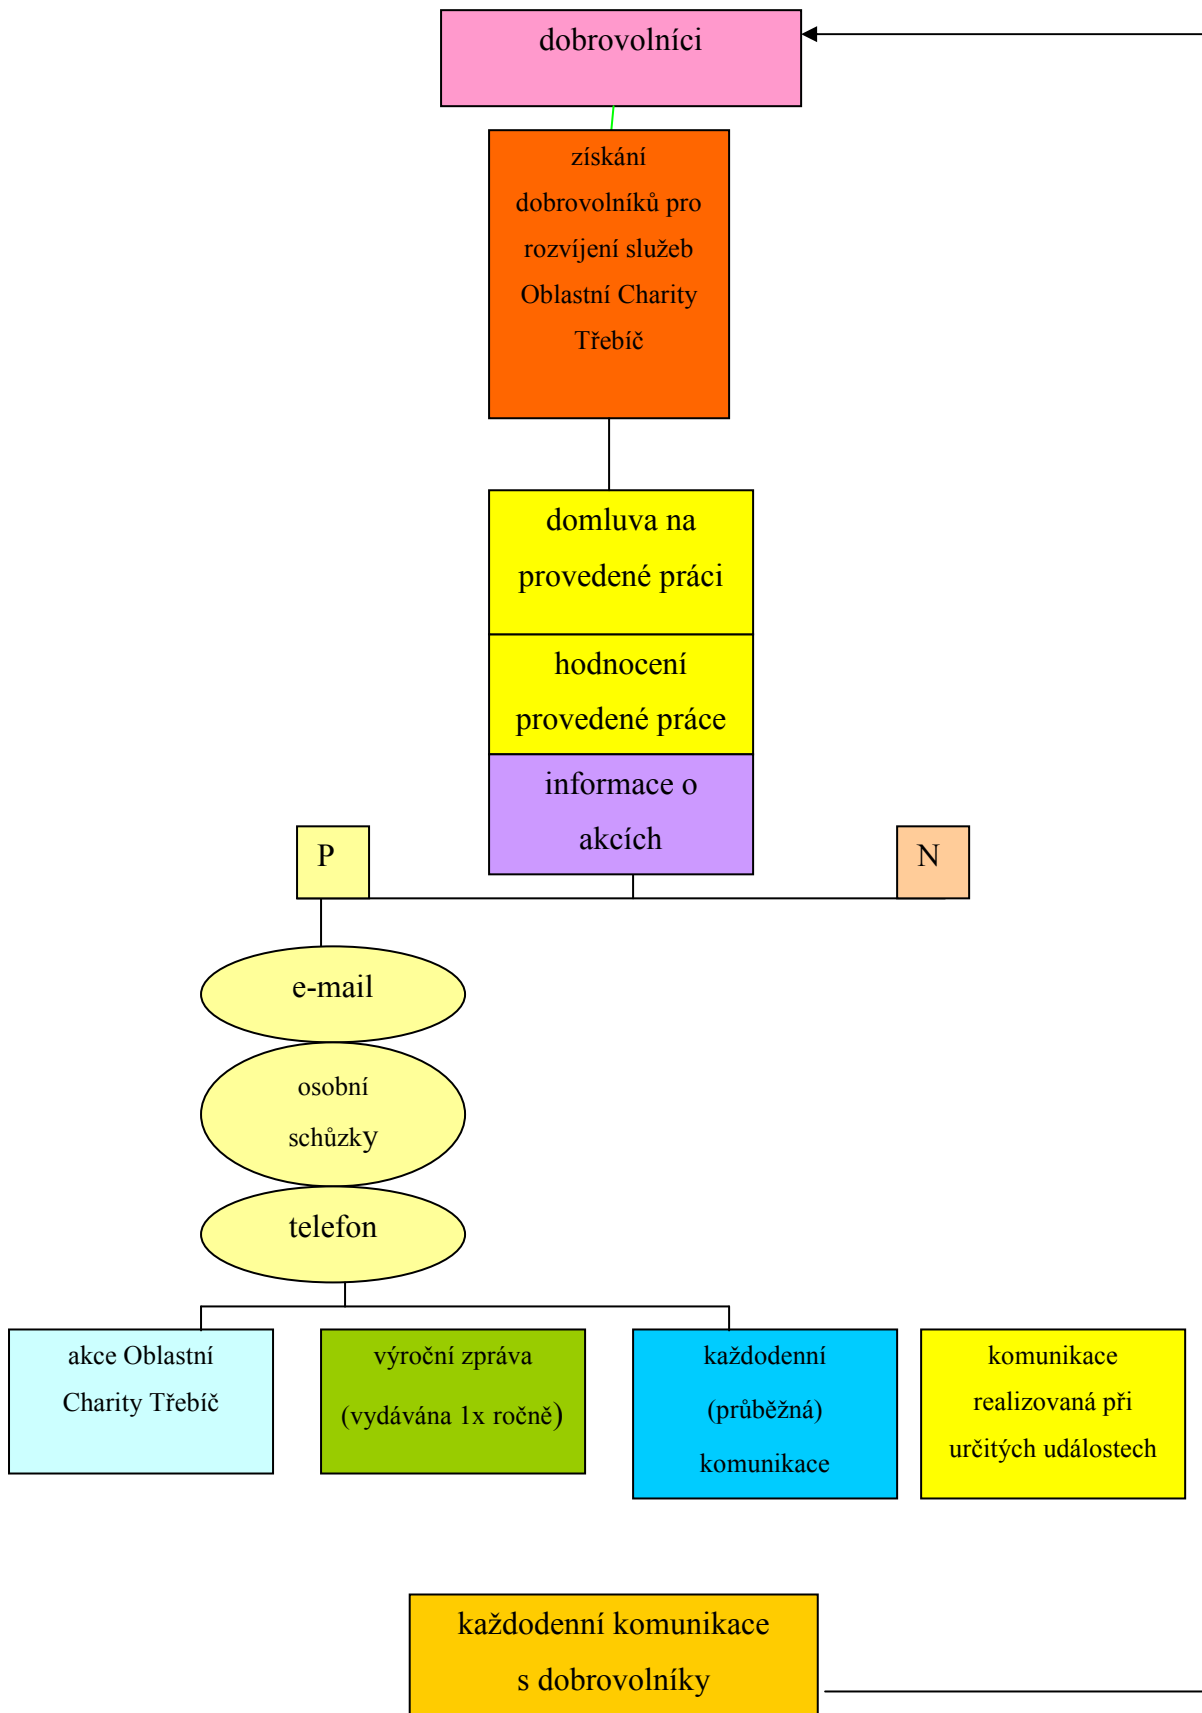 dobrovolníci
získání
dobrovolníků pro
rozvíjení služeb
Oblastní Charity
Třebíč
domluva na
provedené práci
hodnocení
provedené práce
informace o
akcích
P
N
e-mail
osobní
schůzky
telefon
akce Oblastní
Charity Třebíč
výroční zpráva
(vydávána 1x ročně)
každodenní
(průběžná)
komunikace
komunikace
realizovaná při
určitých událostech
každodenní komunikace
s dobrovolníky